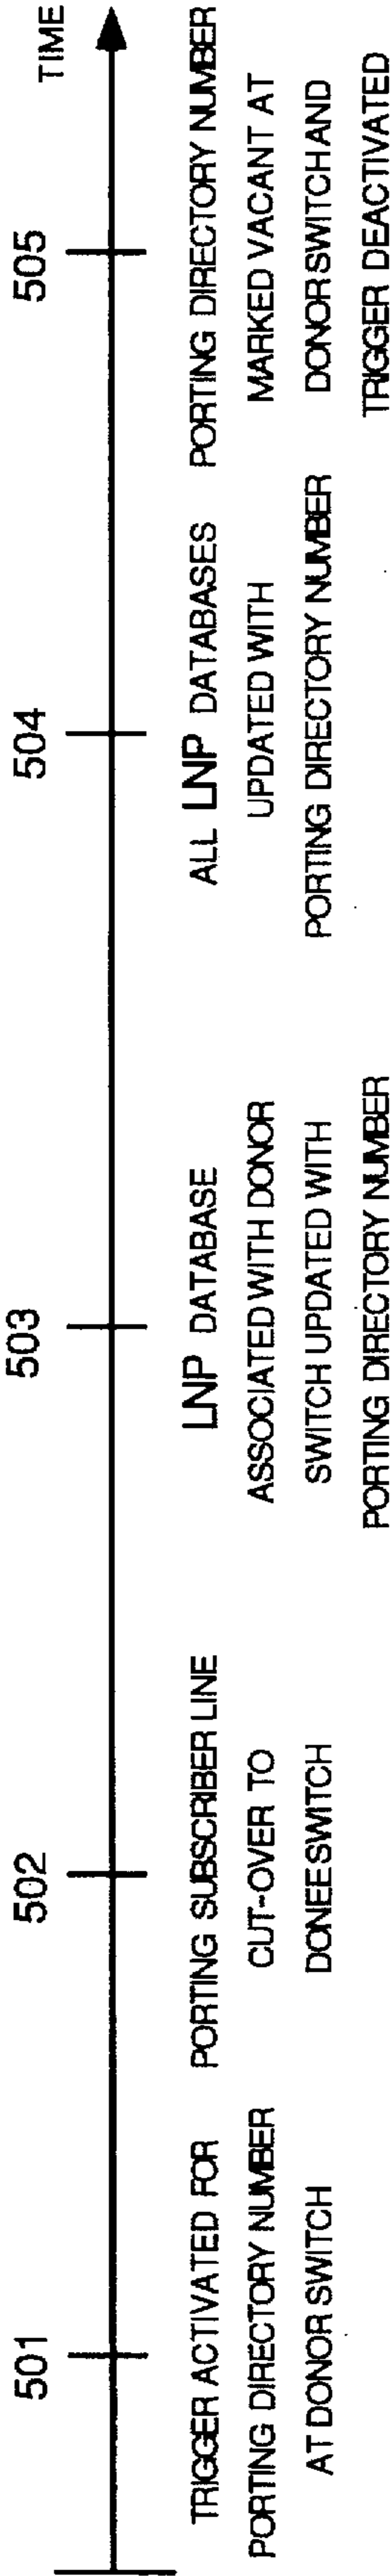 501
TRIGGER ACTIVATED FOR
PORTING DIRECTORY NUMBER
AT DONOR SWITCH
502
PORTING SUBSCRIBER LINE
CUT-OVER TO
DONEE SWITCH
503
LNP DATABASE
ASSOCIATED WITH DONOR
SWITCH UPDATED WITH
PORTING DIRECTORY NUMBER
504
ALL LNP DATABASES
UPDATED WITH
PORTING DIRECTORY NUMBER
505
PORTING DIRECTORY NUMBER
MARKED VACANT AT
DONOR SWITCH AND
TRIGGER DEACTIVATED
TIME